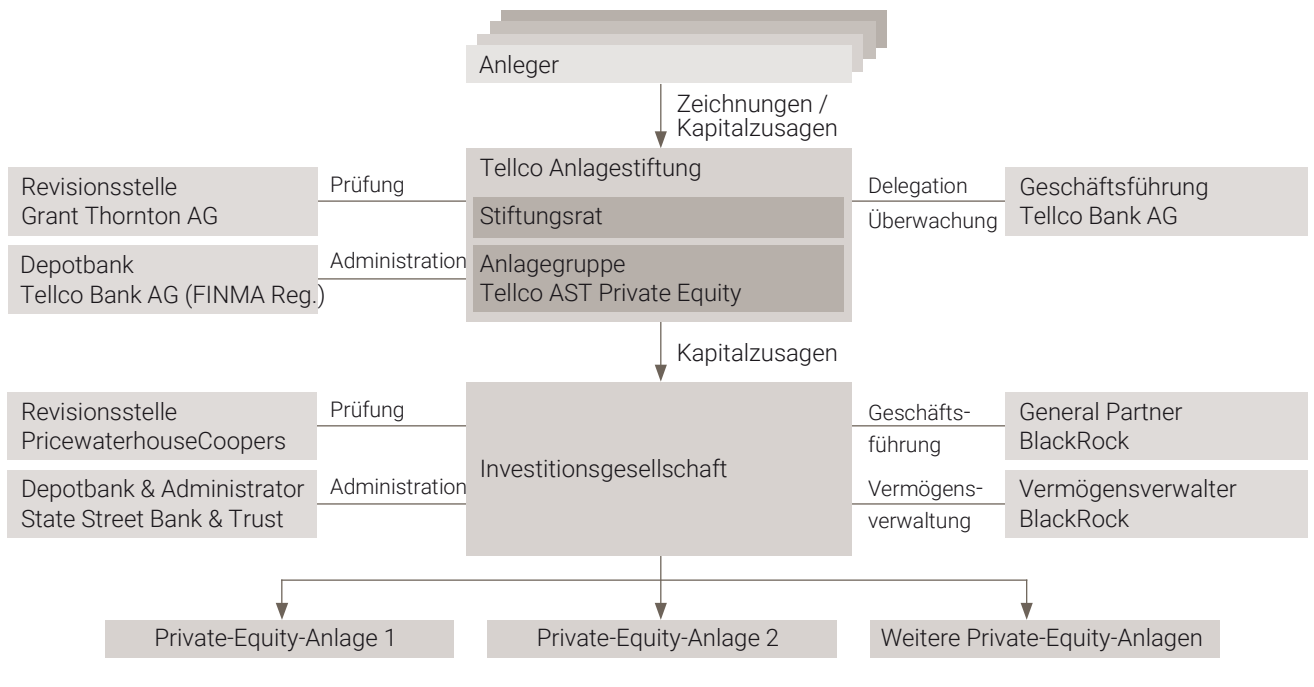 Anleger
Zeichnungen /
Kapitalzusagen
Revisionsstelle
Grant Thornton AG
Prüfung
Depotbank
Tellco Bank AG (FINMA Reg.)
Administration
Tellco Anlagestiftung
Stiftungsrat
Anlagegruppe
Tellco AST Private Equity
Delegation
Überwachung
Geschäftsführung
Tellco Bank AG
Kapitalzusagen
Revisionsstelle
PricewaterhouseCoopers
Prüfung
Depotbank & Administrator
State Street Bank & Trust
Administration
Investitionsgesellschaft
Geschäfts-
führung
General Partner
BlackRock
Vermögens-
verwaltung
Vermögensverwalter
BlackRock
Private-Equity-Anlage 1
Private-Equity-Anlage 2
Weitere Private-Equity-Anlagen